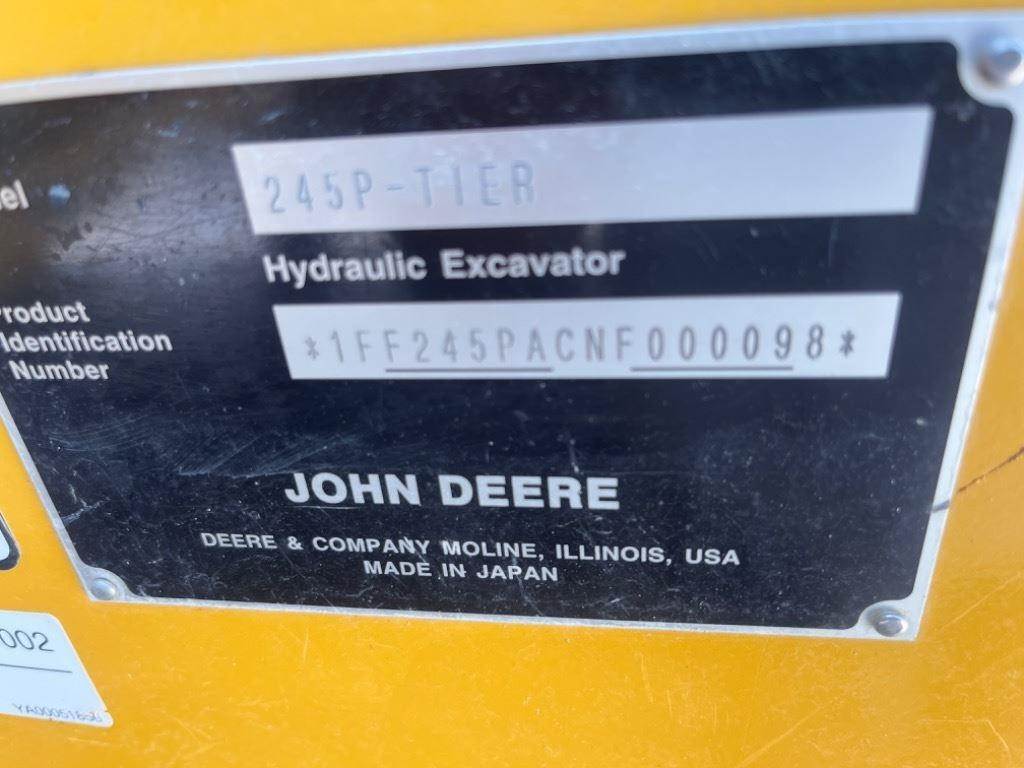 245P-TIER
Hydraulic Excavator
Product
Identification
Number
*1FF245PACNF000098*
JOHN DEERE
DEERE & COMPANY MOLINE, ILLINOIS, USA
MADE IN JAPAN
002